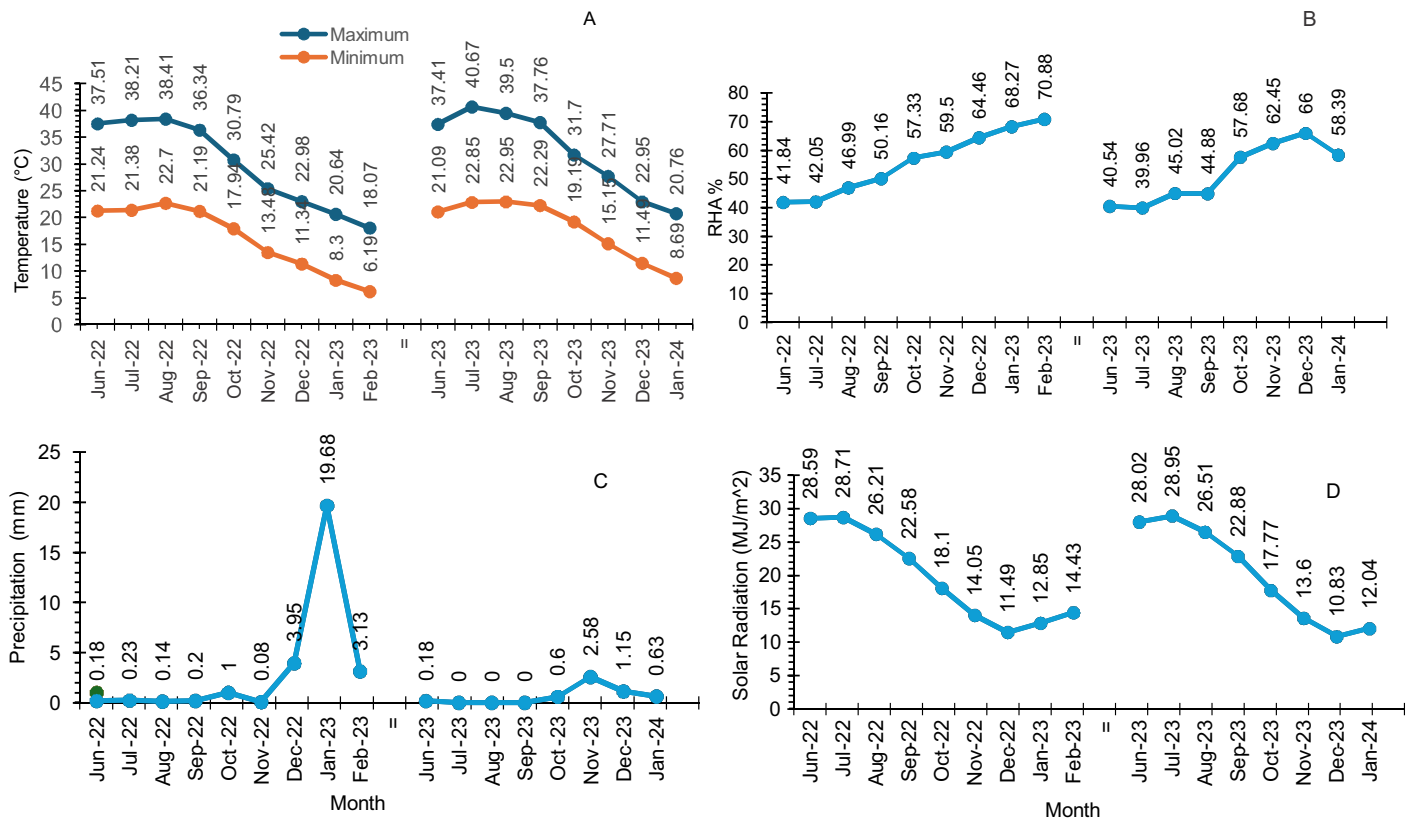 A
Maximum
Minimum
Temperature (°C)
45
40
35
30
25
20
15
10
5
0
37.51
38.21
38.41
36.34
30.79
25.42
22.98
20.64
18.07
37.41
40.67
39.5
37.76
31.7
27.71
22.95
20.76
21.24
21.38
22.7
21.19
17.94
11.34
8.3
6.19
21.09
22.85
22.95
22.29
19.19
15.15
8.69
Jun-22
Jul-22
Aug-22
Sep-22
Oct-22
Nov-22
Dec-22
Jan-23
Feb-23
=
Jun-23
Jul-23
Aug-23
Sep-23
Oct-23
Nov-23
Dec-23
Jan-24
B
RHA %
80
70
60
50
40
30
20
10
0
41.84
42.05
46.99
50.16
57.33
59.5
64.46
68.27
70.88
40.54
39.96
45.02
44.88
57.68
62.45
66
58.39
Jun-22
Jul-22
Aug-22
Sep-22
Oct-22
Nov-22
Dec-22
Jan-23
Feb-23
=
Jun-23
Jul-23
Aug-23
Sep-23
Oct-23
Nov-23
Dec-23
Jan-24
C
Precipitation (mm)
25
20
15
10
5
0
0.18
0.23
0.14
0.2
1
0.08
3.95
19.68
3.13
0.18
0
0
0
0.6
2.58
1.15
0.63
Jun-22
Jul-22
Aug-22
Sep-22
Oct-22
Nov-22
Dec-22
Jan-23
Feb-23
=
Jun-23
Jul-23
Aug-23
Sep-23
Oct-23
Nov-23
Dec-23
Jan-24
Month
D
Solar Radiation (MJ/m^2)
35
30
25
20
15
10
5
0
28.59
28.71
26.21
22.58
18.1
14.05
11.49
12.85
14.43
28.02
28.95
26.51
22.88
17.77
13.6
10.83
12.04
Jun-22
Jul-22
Aug-22
Sep-22
Oct-22
Nov-22
Dec-22
Jan-23
Feb-23
=
Jun-23
Jul-23
Aug-23
Sep-23
Oct-23
Nov-23
Dec-23
Jan-24
Month